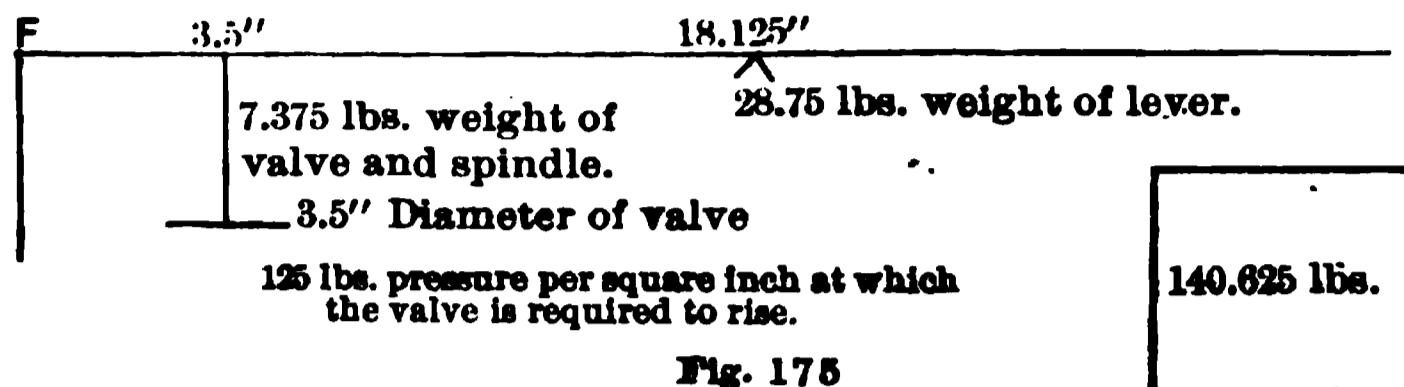 F 3.5″ 18.125″
7.375 lbs. weight of
valve and spindle.
28.75 lbs. weight of lever.
3.5″ Diameter of valve
125 lbs. pressure per square inch at which
the valve is required to rise.
140.625 lbs.
Fig. 175